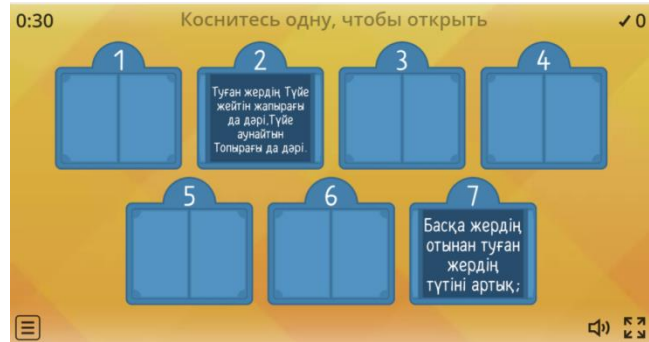 0:30 Коснитесь одну, чтобы открыть ✓ 0
1 2 3 4
Туған жердің Түйе
жейтін жапырағы
да дәрі,Түйе
аунайтын
Топырағы да дәрі.
5 6 7
Басқа жердің
отынан туған
жердің
түтіні артық;